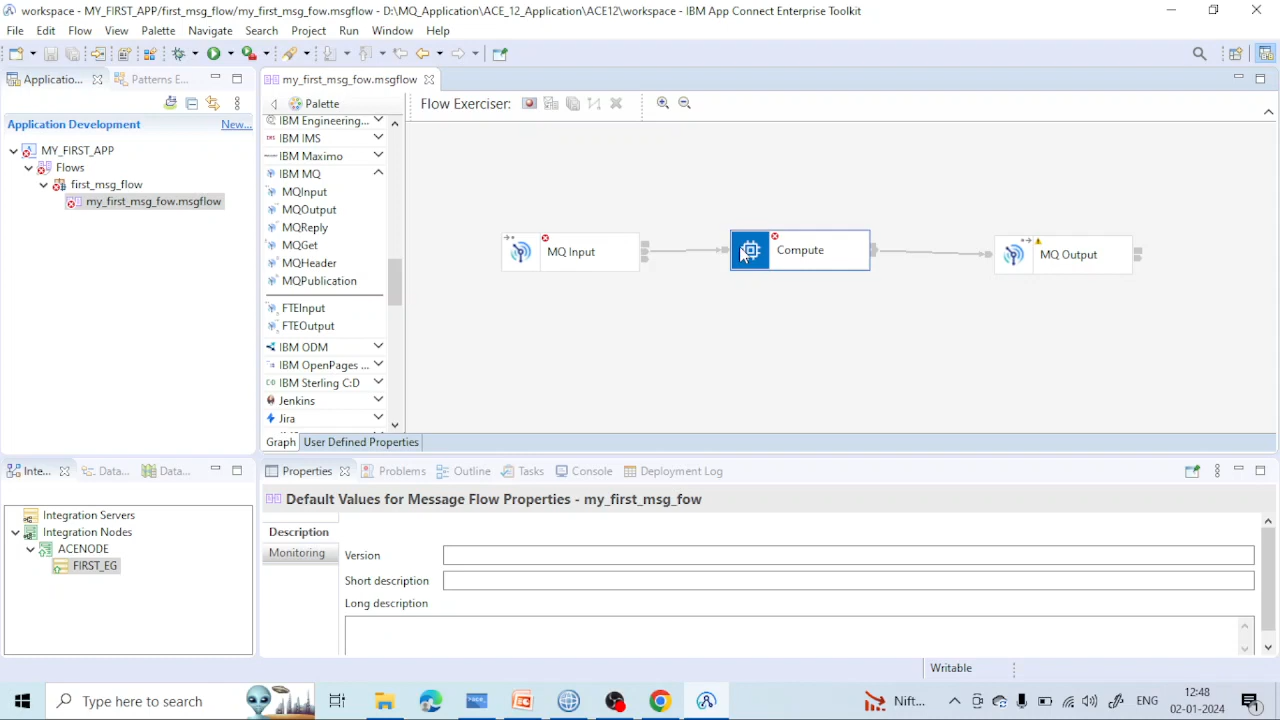 workspace - MY_FIRST_APP/first_msg_flow/my_first_msg_fow.msgflow - D:\MQ_Application\ACE_12_Application\ACE12\workspace - IBM App Connect Enterprise Toolkit
File Edit Flow View Palette Navigate Search Project Run Window Help
Applicatio... Patterns E...
my_first_msg_fow.msgflow
Palette
Flow Exerciser:
Application Development New...
MY_FIRST_APP
Flows
first_msg_flow
my_first_msg_fow.msgflow
IBM Engineering...
IBM IMS
IBM Maximo
IBM MQ
MQInput
MQOutput
MQReply
MQGet
MQHeader
MQPublication
FTEInput
FTEOutput
IBM ODM
IBM OpenPages ...
IBM Sterling C:D
Jenkins
Jira
MQ Input
Compute
MQ Output
Graph User Defined Properties
Inte... Data... Data...
Integration Servers
Integration Nodes
ACENODE
FIRST_EG
Properties Problems Outline Tasks Console Deployment Log
Default Values for Message Flow Properties - my_first_msg_fow
Description
Monitoring
Version
Short description
Long description
Writable
Type here to search
Nift...
ENG
12:48
02-01-2024